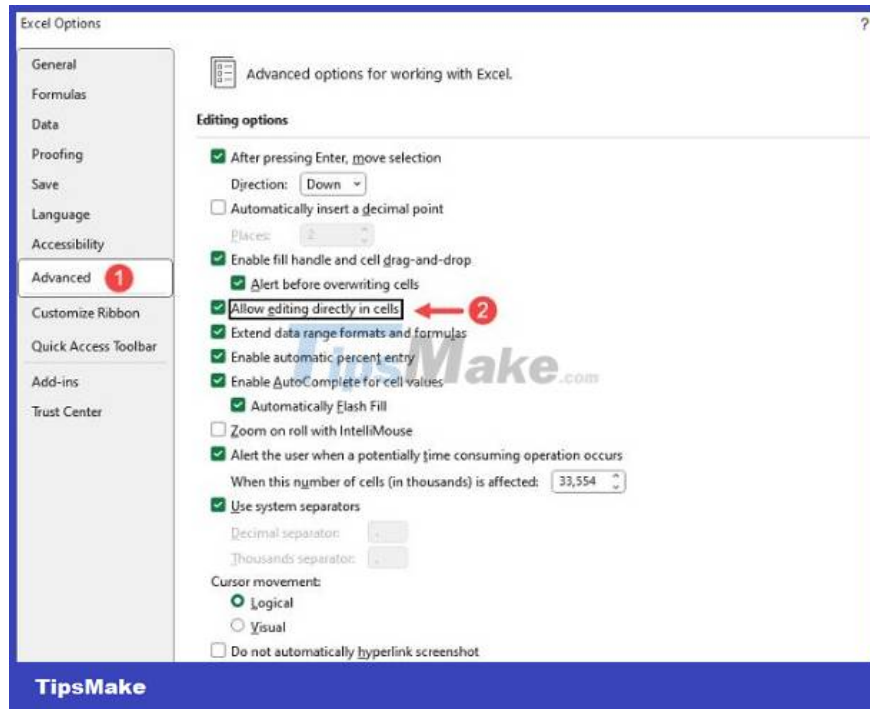 Excel Options ?
General
Formulas
Data
Proofing
Save
Language
Accessibility
Advanced 1
Customize Ribbon
Quick Access Toolbar
Add-ins
Trust Center
Advanced options for working with Excel.
Editing options
After pressing Enter, move selection
Direction: Down
Automatically insert a decimal point
Places: 2
Enable fill handle and cell drag-and-drop
Alert before overwriting cells
Allow editing directly in cells 2
Extend data range formats and formulas
Enable automatic percent entry
Enable AutoComplete for cell values
Automatically Flash Fill
Zoom on roll with IntelliMouse
Alert the user when a potentially time consuming operation occurs
When this number of cells (in thousands) is affected: 33,554
Use system separators
Decimal separator: .
Thousands separator:
Cursor movement:
Logical
Visual
Do not automatically hyperlink screenshot
TipsMake.com
TipsMake